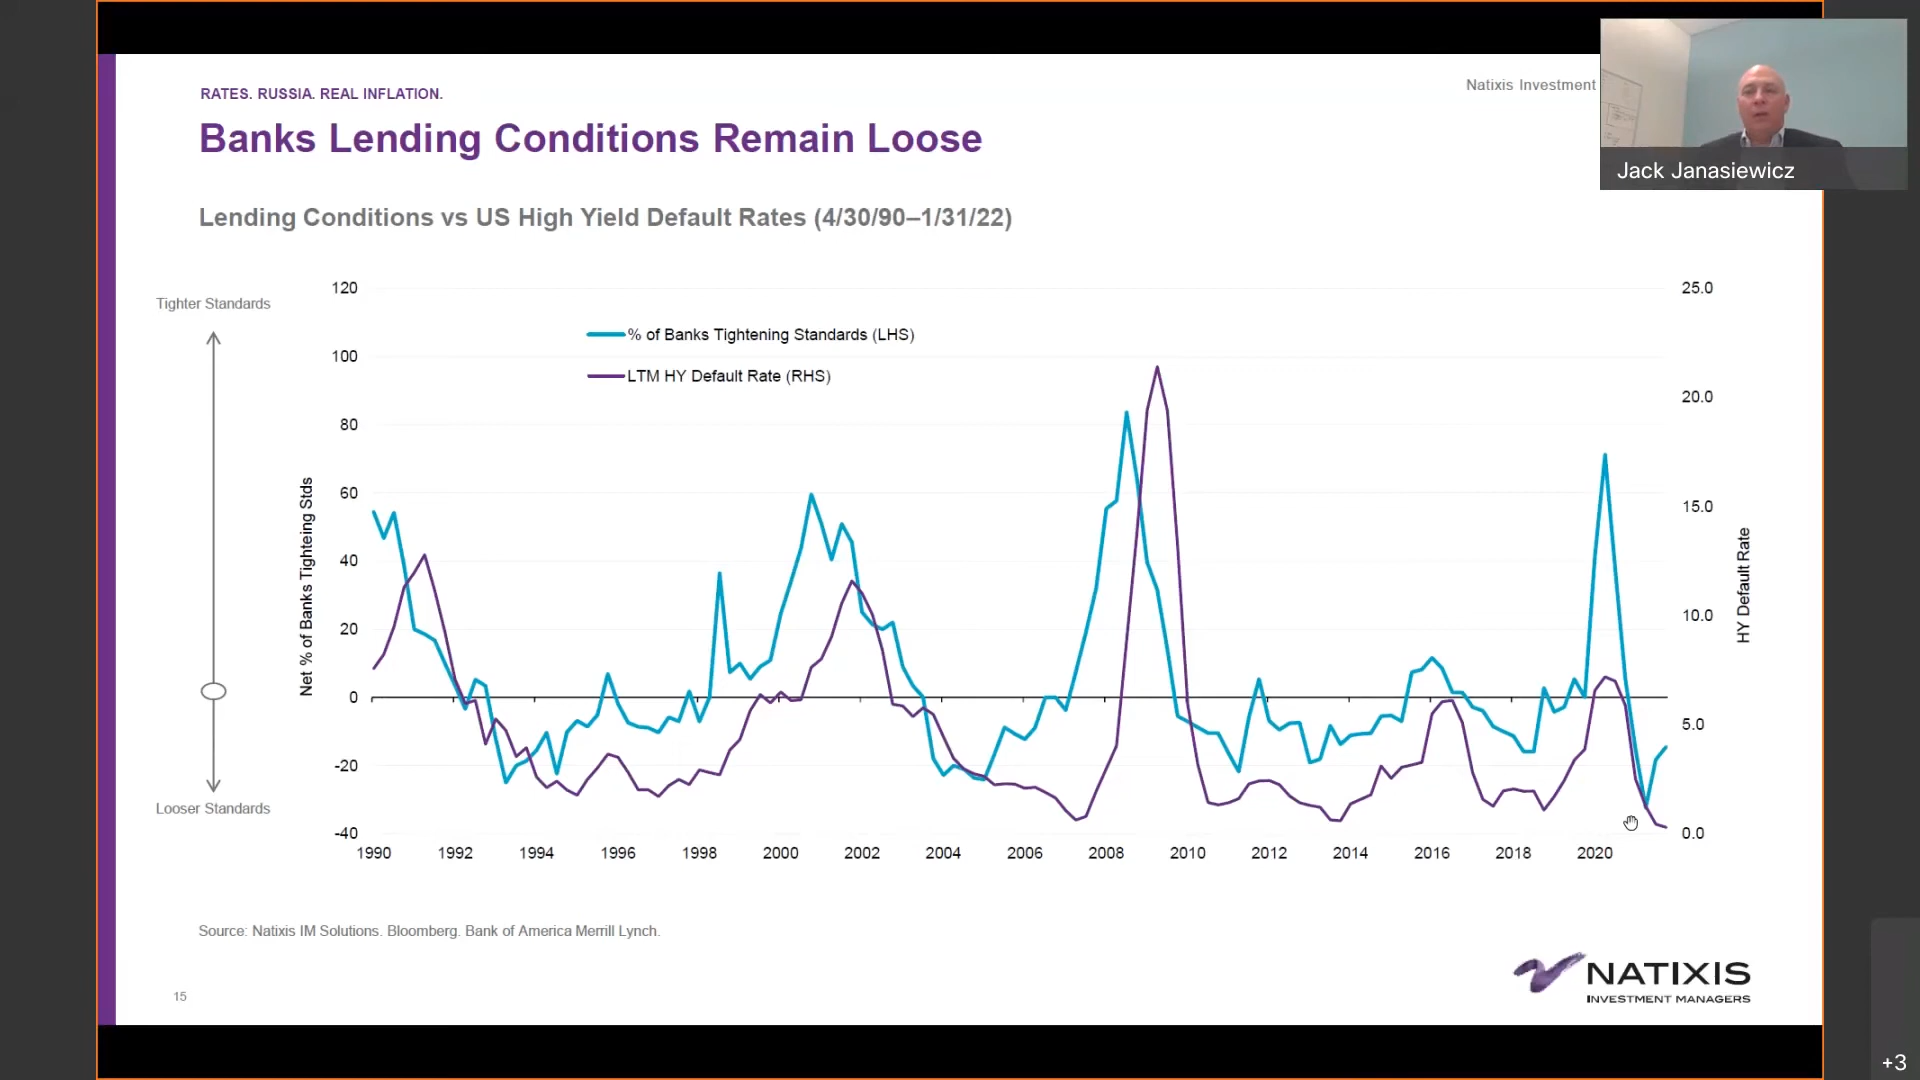 RATES. RUSSIA. REAL INFLATION.
Natixis Investment
Banks Lending Conditions Remain Loose
Jack Janasiewicz
Lending Conditions vs US High Yield Default Rates (4/30/90–1/31/22)
Tighter Standards
Looser Standards
Net % of Banks Tighteing Stds
120
100
80
60
40
20
0
-20
-40
% of Banks Tightening Standards (LHS)
LTM HY Default Rate (RHS)
25.0
20.0
15.0
10.0
5.0
0.0
HY Default Rate
1990 1992 1994 1996 1998 2000 2002 2004 2006 2008 2010 2012 2014 2016 2018 2020
Source: Natixis IM Solutions. Bloomberg. Bank of America Merrill Lynch.
NATIXIS
INVESTMENT MANAGERS
15
+3